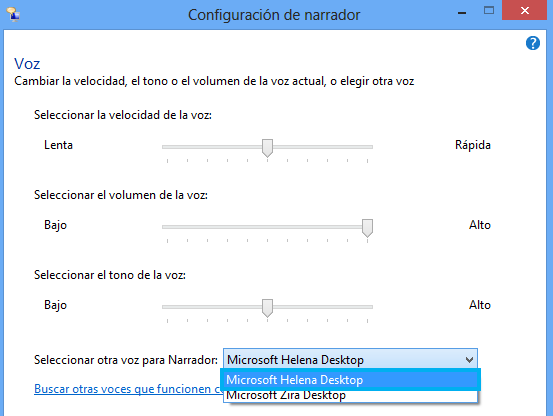 Configuración de narrador
Voz
Cambiar la velocidad, el tono o el volumen de la voz actual, o elegir otra voz
Seleccionar la velocidad de la voz:
Lenta Rápida
Seleccionar el volumen de la voz:
Bajo Alto
Seleccionar el tono de la voz:
Bajo Alto
Seleccionar otra voz para Narrador: Microsoft Helena Desktop
Microsoft Helena Desktop
Buscar otras voces que funcionen
Microsoft Zira Desktop